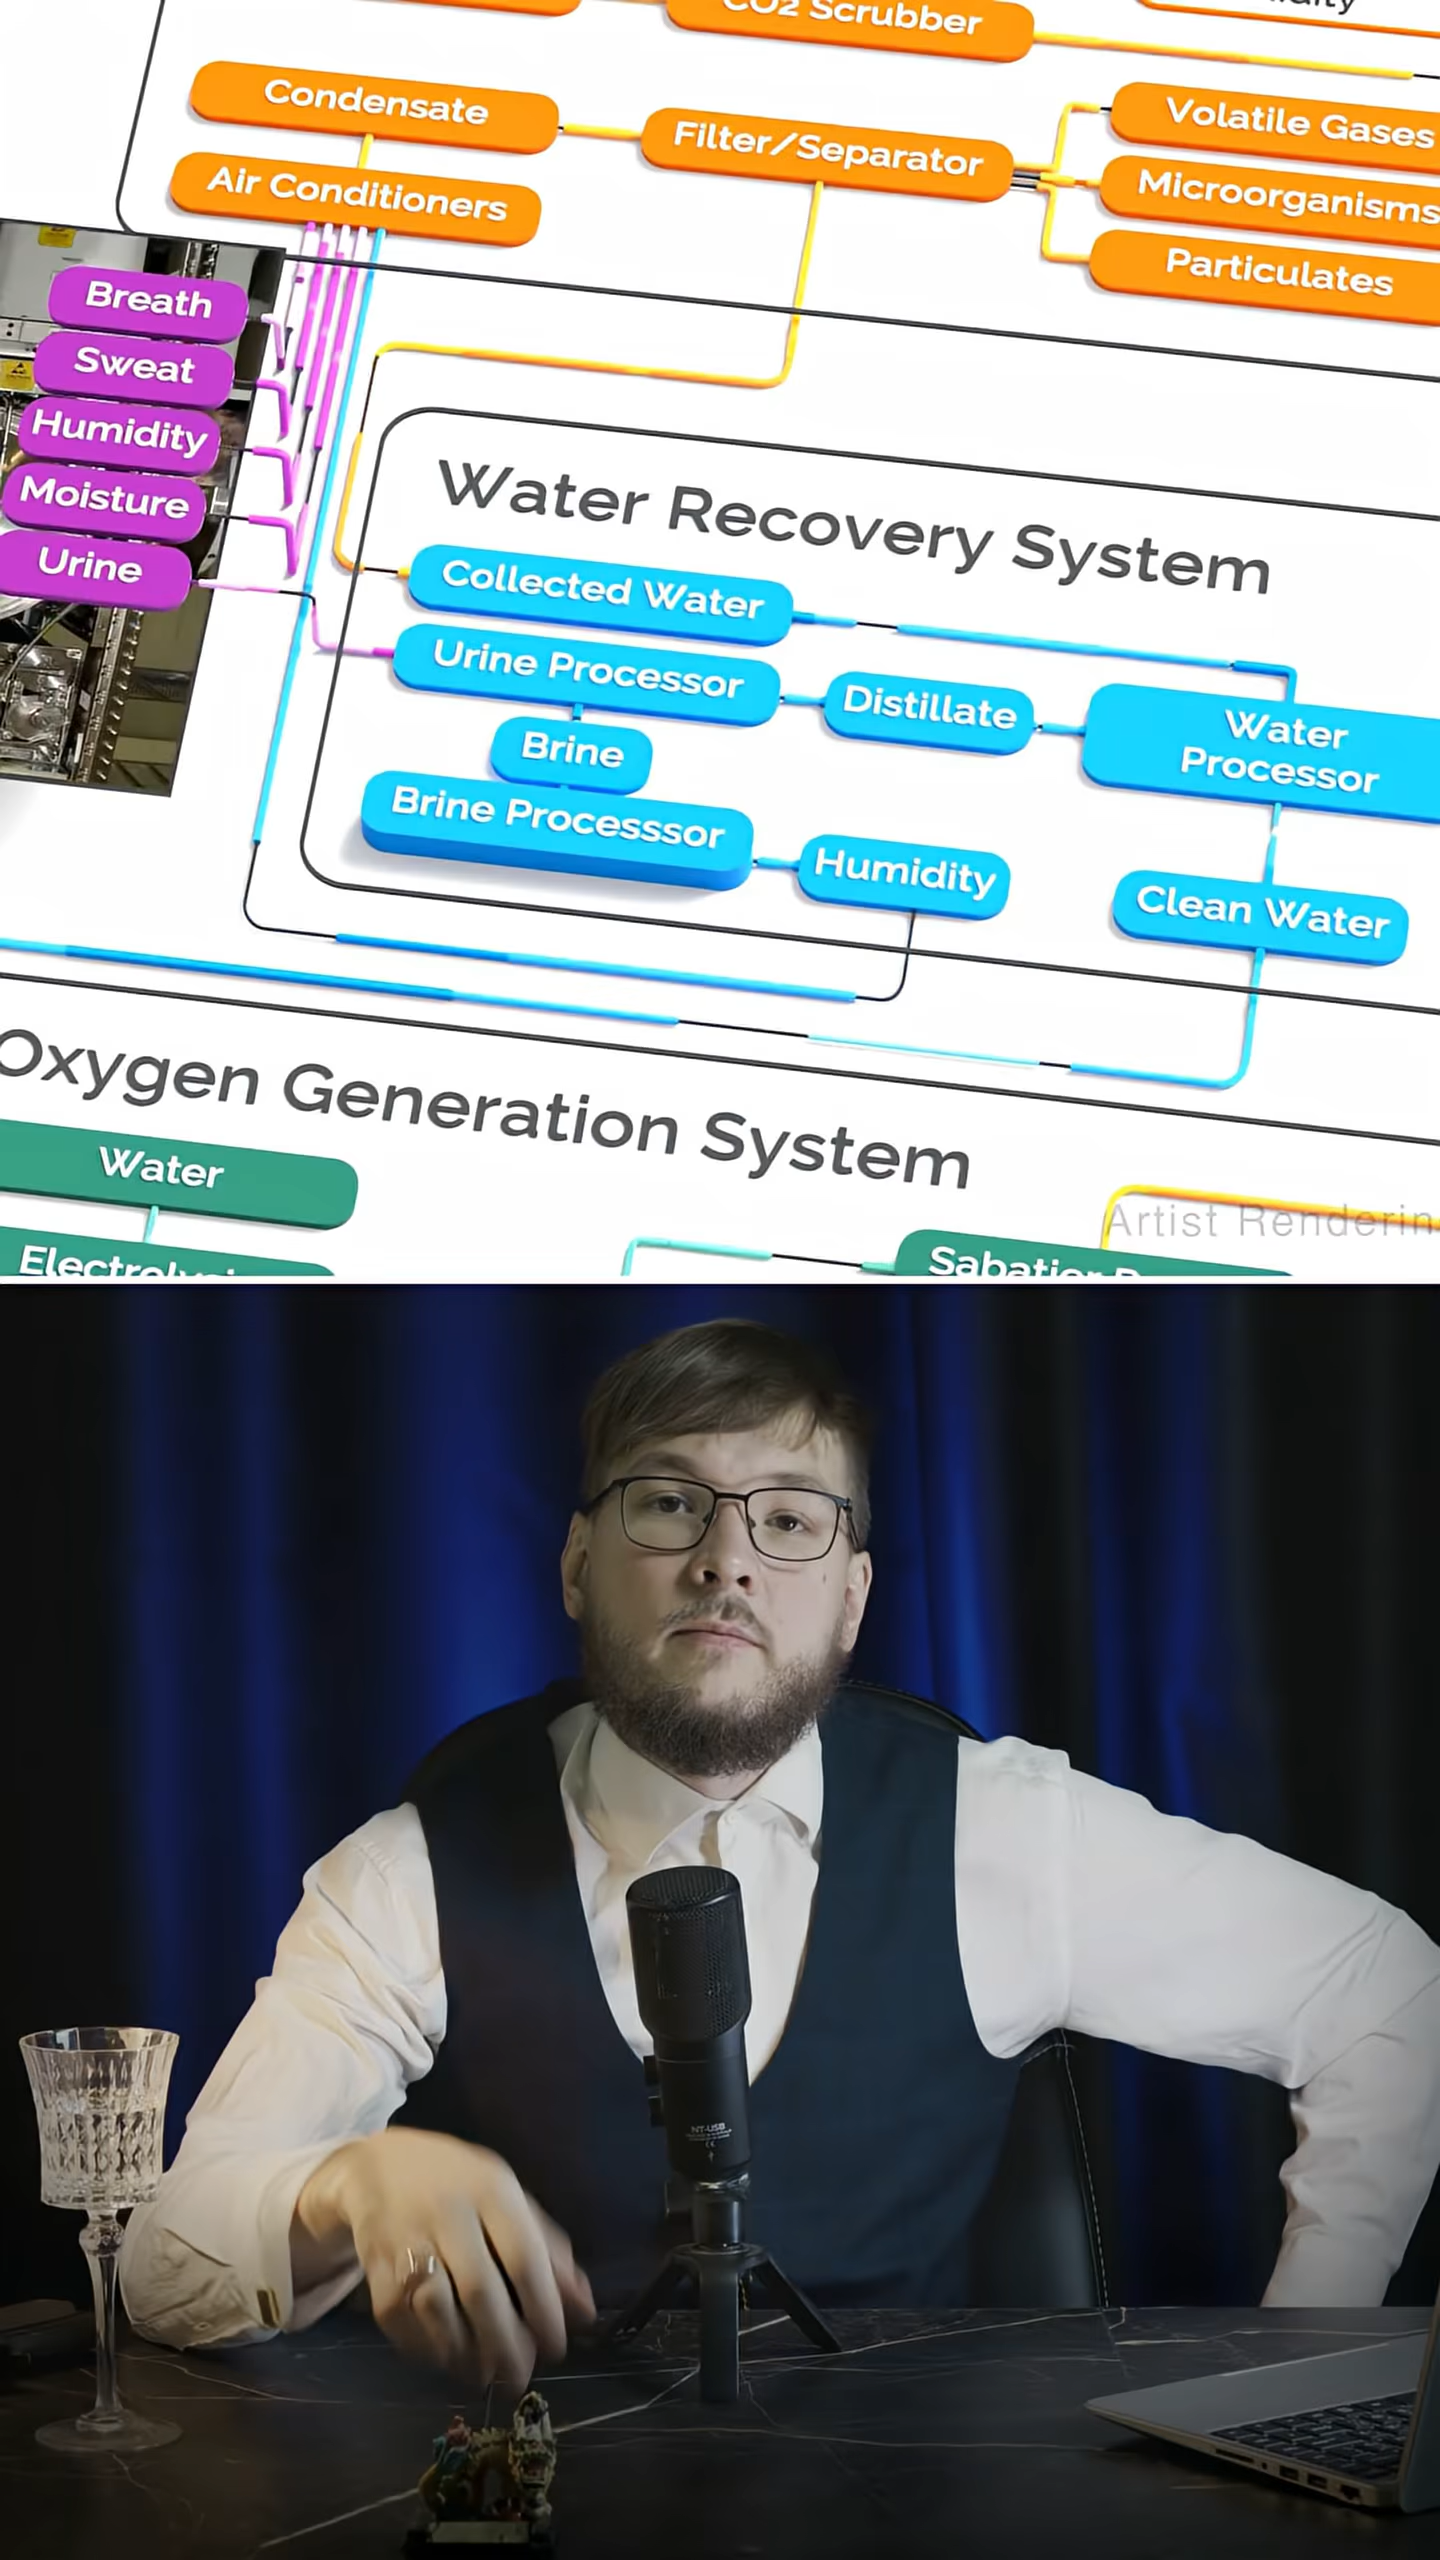 CO2 Scrubber
Condensate
Filter/Separator
Volatile Gases
Air Conditioners
Microorganisms
Particulates
Breath
Sweat
Humidity
Moisture
Urine
Water Recovery System
Collected Water
Urine Processor
Distillate
Water
Processor
Brine
Brine Processsor
Humidity
Clean Water
Oxygen Generation System
Water
Artist Renderin
NT-USB